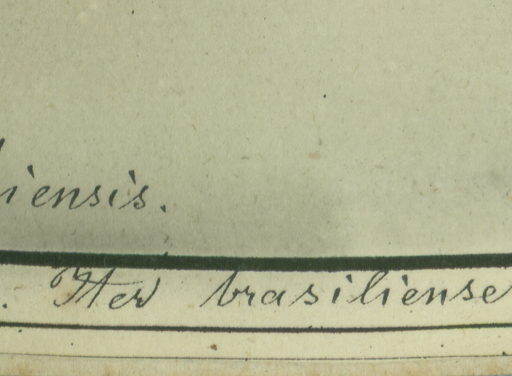 iensis.
. Iter brasiliense